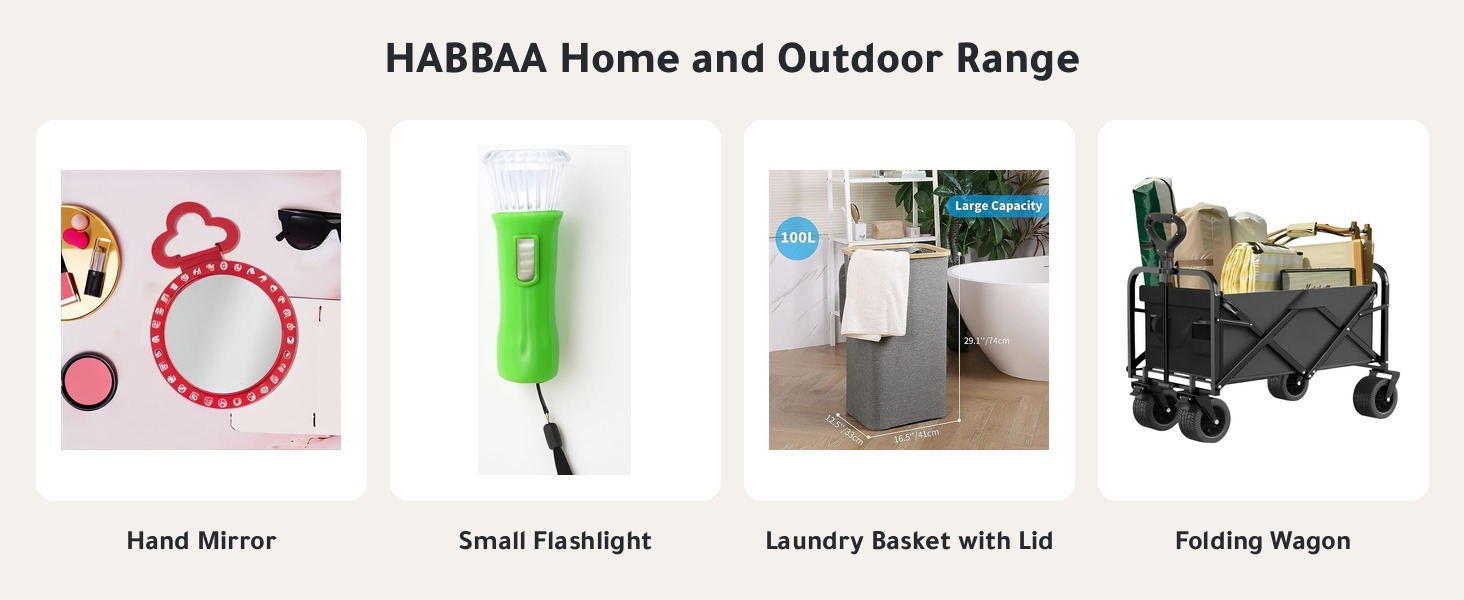 HABBAA Home and Outdoor Range
100L
Large Capacity
29.1"/74cm
12.5"/33cm
16.5"/41cm
Hand Mirror
Small Flashlight
Laundry Basket with Lid
Folding Wagon